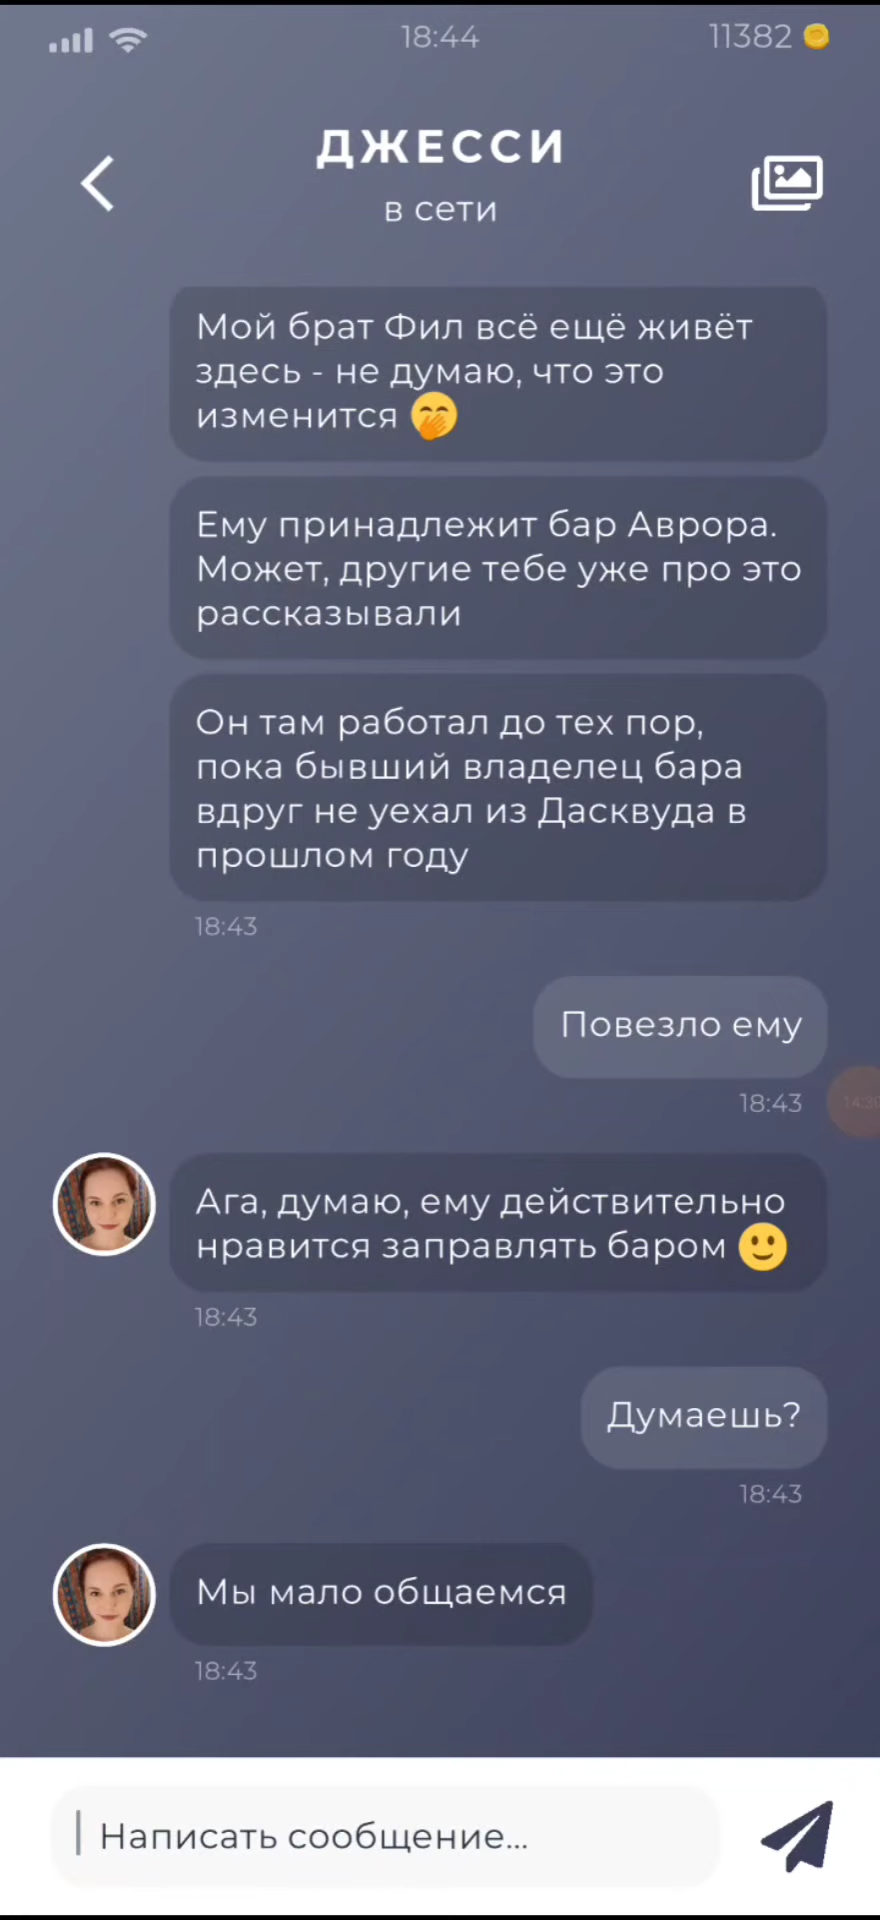 18:44
11382
ДЖЕССИ
в сети
Мой брат Фил всё ещё живёт
здесь - не думаю, что это
изменится 🤭
Ему принадлежит бар Аврора.
Может, другие тебе уже про это
рассказывали
Он там работал до тех пор,
пока бывший владелец бара
вдруг не уехал из Дасквуда в
прошлом году
18:43
Повезло ему
18:43
14:30
Ага, думаю, ему действительно
нравится заправлять баром 🙂
18:43
Думаешь?
18:43
Мы мало общаемся
18:43
Написать сообщение...